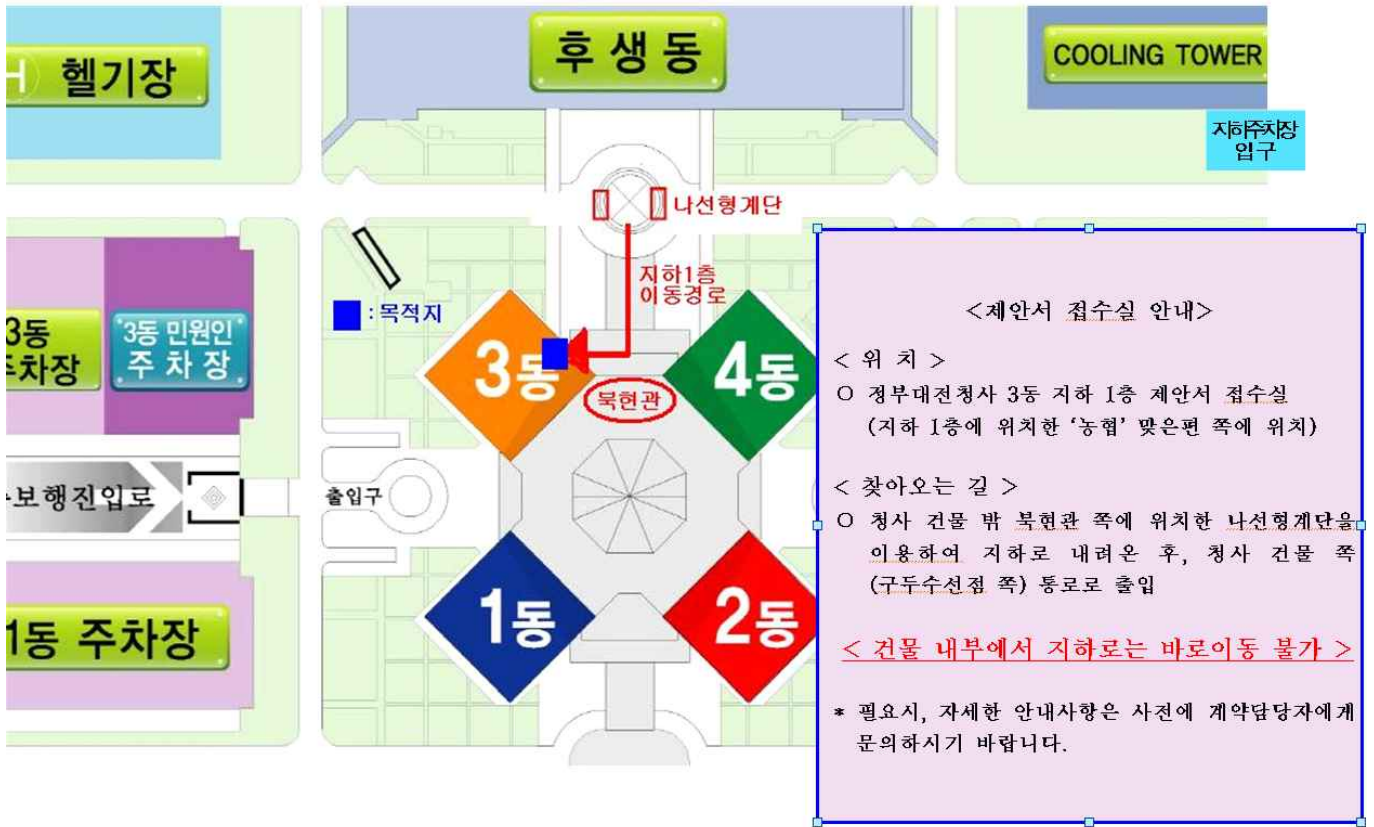 H 헬기장
후생동
COOLING TOWER
지하주차장
입구
나선형계단
지하1층
이동경로
: 목적지
3동
주차장
3동 민원인
주 차 장
3동
4동
북현관
보행진입로
출입구
1동
2동
1동 주차장
<제안서 접수실 안내>
< 위 치 >
O 정부대전청사 3동 지하 1층 제안서 접수실
(지하 1층에 위치한 ‘농협’ 맞은편 쪽에 위치)
< 찾아오는 길 >
O 청사 건물 밖 북현관 쪽에 위치한 나선형계단을
이용하여 지하로 내려온 후, 청사 건물 쪽
(구두수선점 쪽) 통로로 출입
< 건물 내부에서 지하로는 바로이동 불가 >
* 필요시, 자세한 안내사항은 사전에 계약담당자에게
문의하시기 바랍니다.